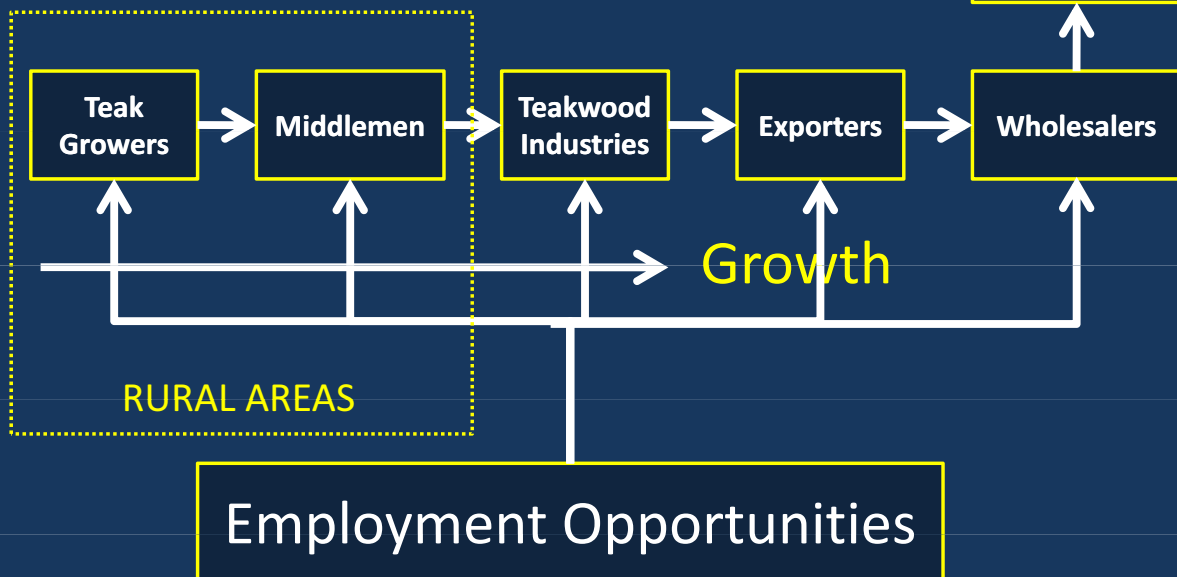 Teak
Growers
Middlemen
Teakwood
Industries
Exporters
Wholesalers
Growth
RURAL AREAS
Employment Opportunities